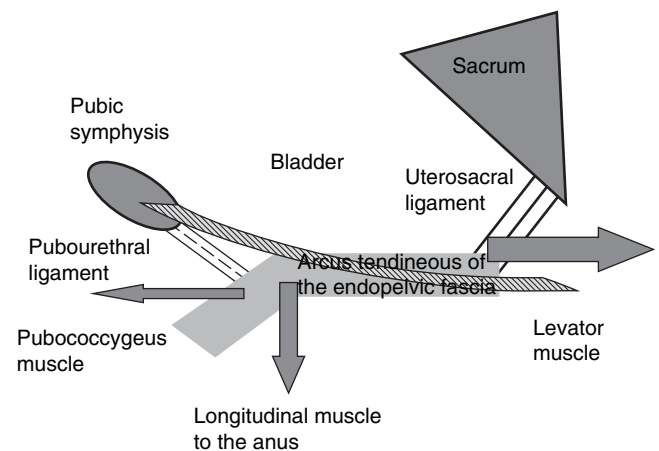 Sacrum
Pubic
symphysis
Bladder
Uterosacral
ligament
Pubourethral
ligament
Arcus tendineous of
the endopelvic fascia
Pubococcygeus
muscle
Levator
muscle
Longitudinal muscle
to the anus